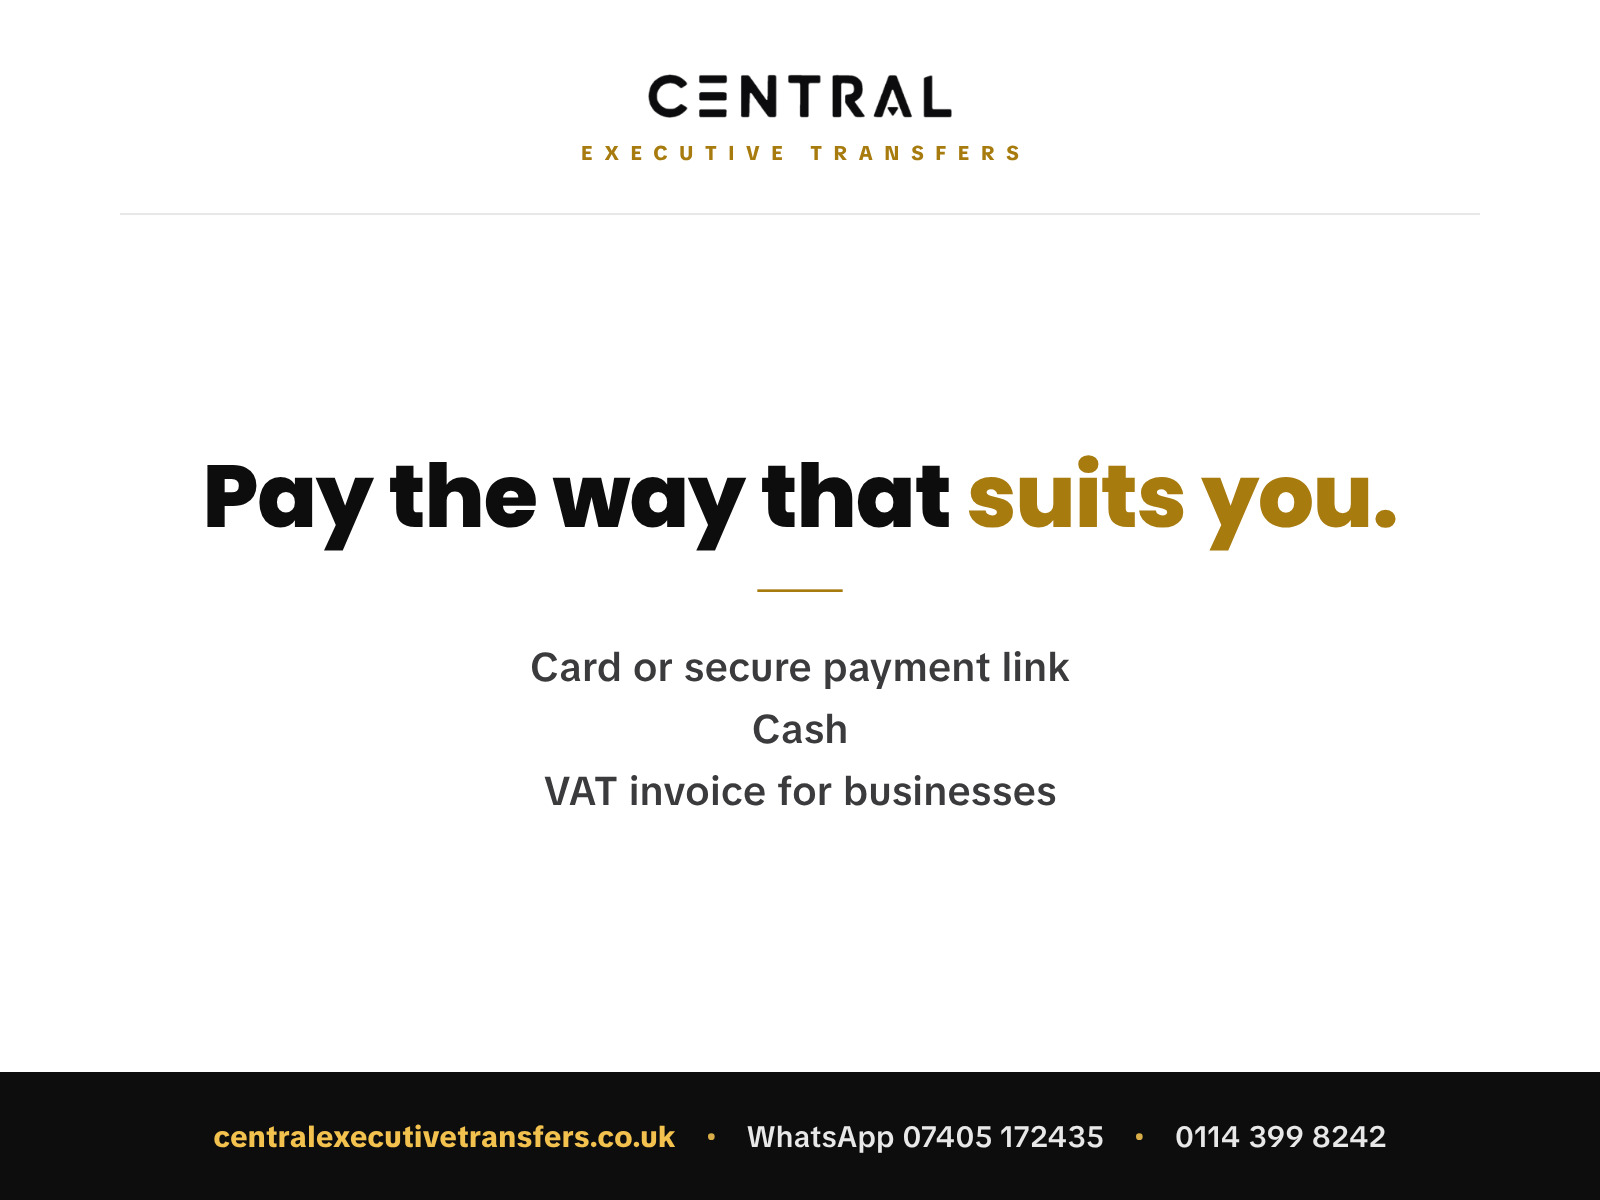 CENTRAL
EXECUTIVE TRANSFERS
Pay the way that suits you.
Card or secure payment link
Cash
VAT invoice for businesses
centralexecutivetransfers.co.uk • WhatsApp 07405 172435 • 0114 399 8242